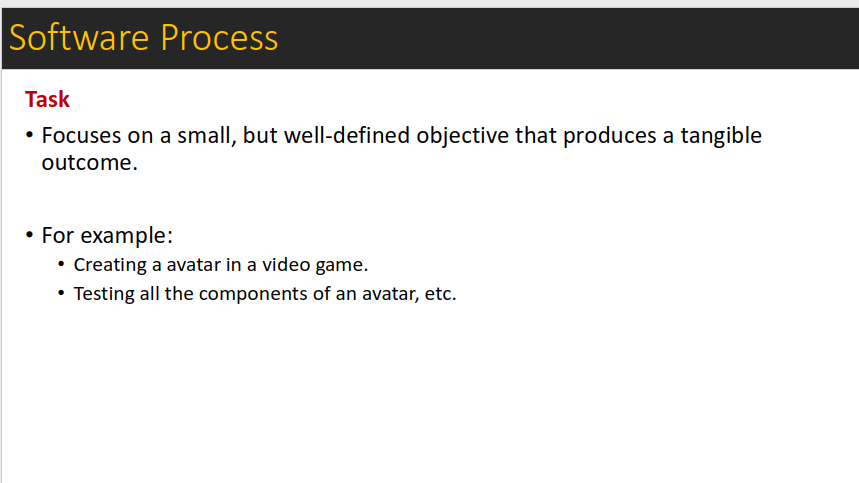 Software Process
Task
• Focuses on a small, but well-defined objective that produces a tangible
outcome.
• For example:
• Creating a avatar in a video game.
• Testing all the components of an avatar, etc.